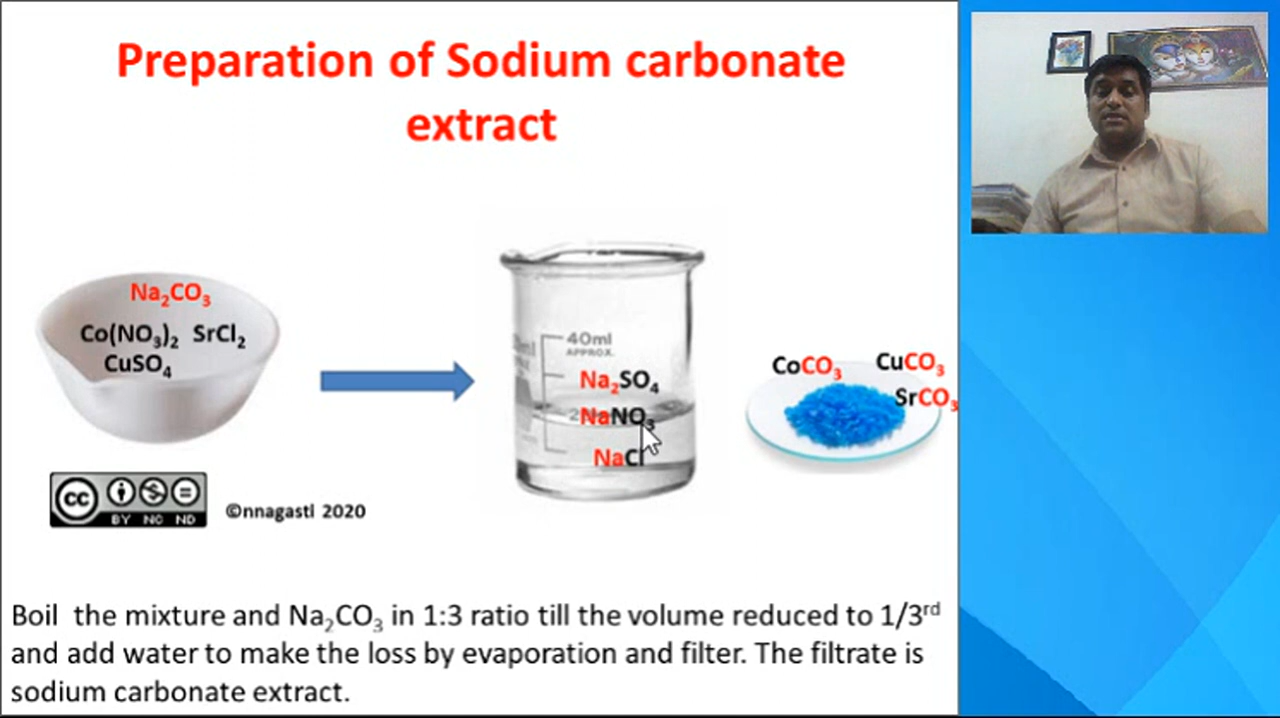 Preparation of Sodium carbonate
extract
Na₂CO₃
Co(NO₃)₂ SrCl₂
CuSO₄
40ml
APPROX.
Na₂SO₄
NaNO₃
NaCl
CoCO₃
CuCO₃
SrCO₃
cc
BY NC ND
©nnagasti 2020
Boil the mixture and Na₂CO₃ in 1:3 ratio till the volume reduced to 1/3ʳᵈ
and add water to make the loss by evaporation and filter. The filtrate is
sodium carbonate extract.